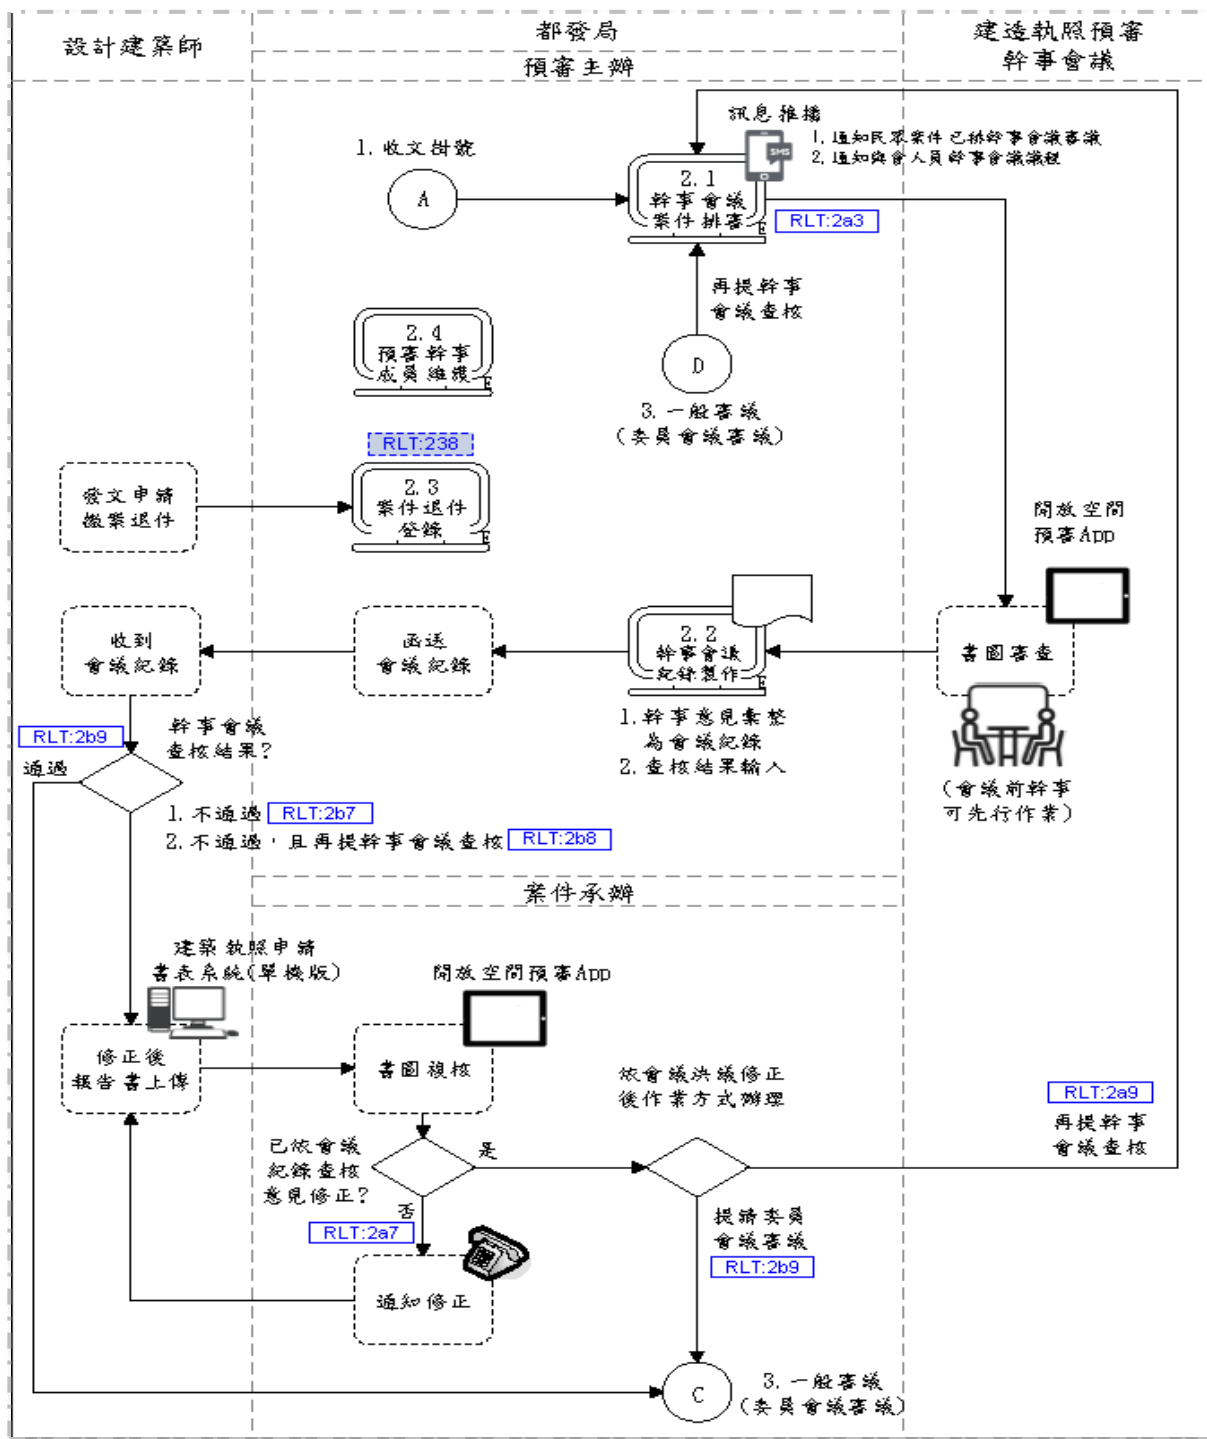 設計建築師
都發局
預審主辦
建造執照預審
幹事會議
訊息推播
1. 通知民眾案件已排幹事會議審議
2. 通知與會人員幹事會議議程
SMS
1. 收文掛號
A
2.1
幹事會議
案件排審
E
RLT:2a3
再提幹事
會議查核
D
3. 一般審議
(委員會議審議)
2.4
預審幹事
成員維護
E
RLT:238
2.3
案件退件
登錄
E
發文申請
撤案退件
開放空間
預審App
書圖審查
(會議前幹事
可先行作業)
2.2
幹事會議
紀錄製作
E
1. 幹事意見彙整
為會議紀錄
2. 查核結果輸入
函送
會議紀錄
收到
會議紀錄
RLT:2b9
幹事會議
查核結果?
通過
1. 不通過
RLT:2b7
2. 不通過，且再提幹事會議查核
RLT:2b8
案件承辦
建築執照申請
書表系統(單機版)
修正後
報告書上傳
開放空間預審App
書圖複核
已依會議
紀錄查核
意見修正?
是
否
RLT:2a7
通知修正
依會議決議修正
後作業方式辦理
RLT:2a9
再提幹事
會議查核
提請委員
會議審議
RLT:2b9
C
3. 一般審議
(委員會議審議)